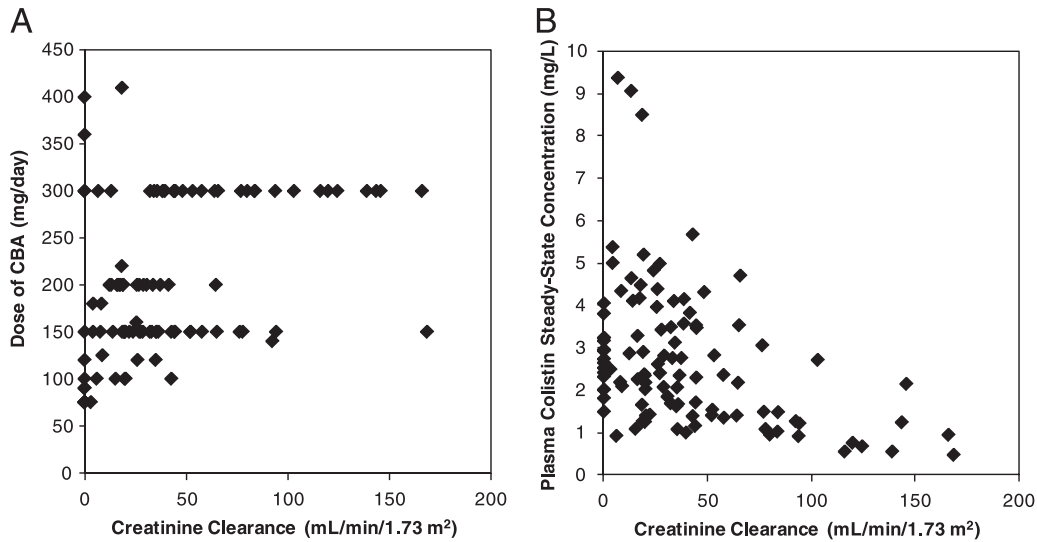 A
Dose of CBA (mg/day)
450
400
350
300
250
200
150
100
50
0
0 50 100 150 200
Creatinine Clearance (mL/min/1.73 m²)
B
Plasma Colistin Steady-State Concentration (mg/L)
10
9
8
7
6
5
4
3
2
1
0
0 50 100 150 200
Creatinine Clearance (mL/min/1.73 m²)